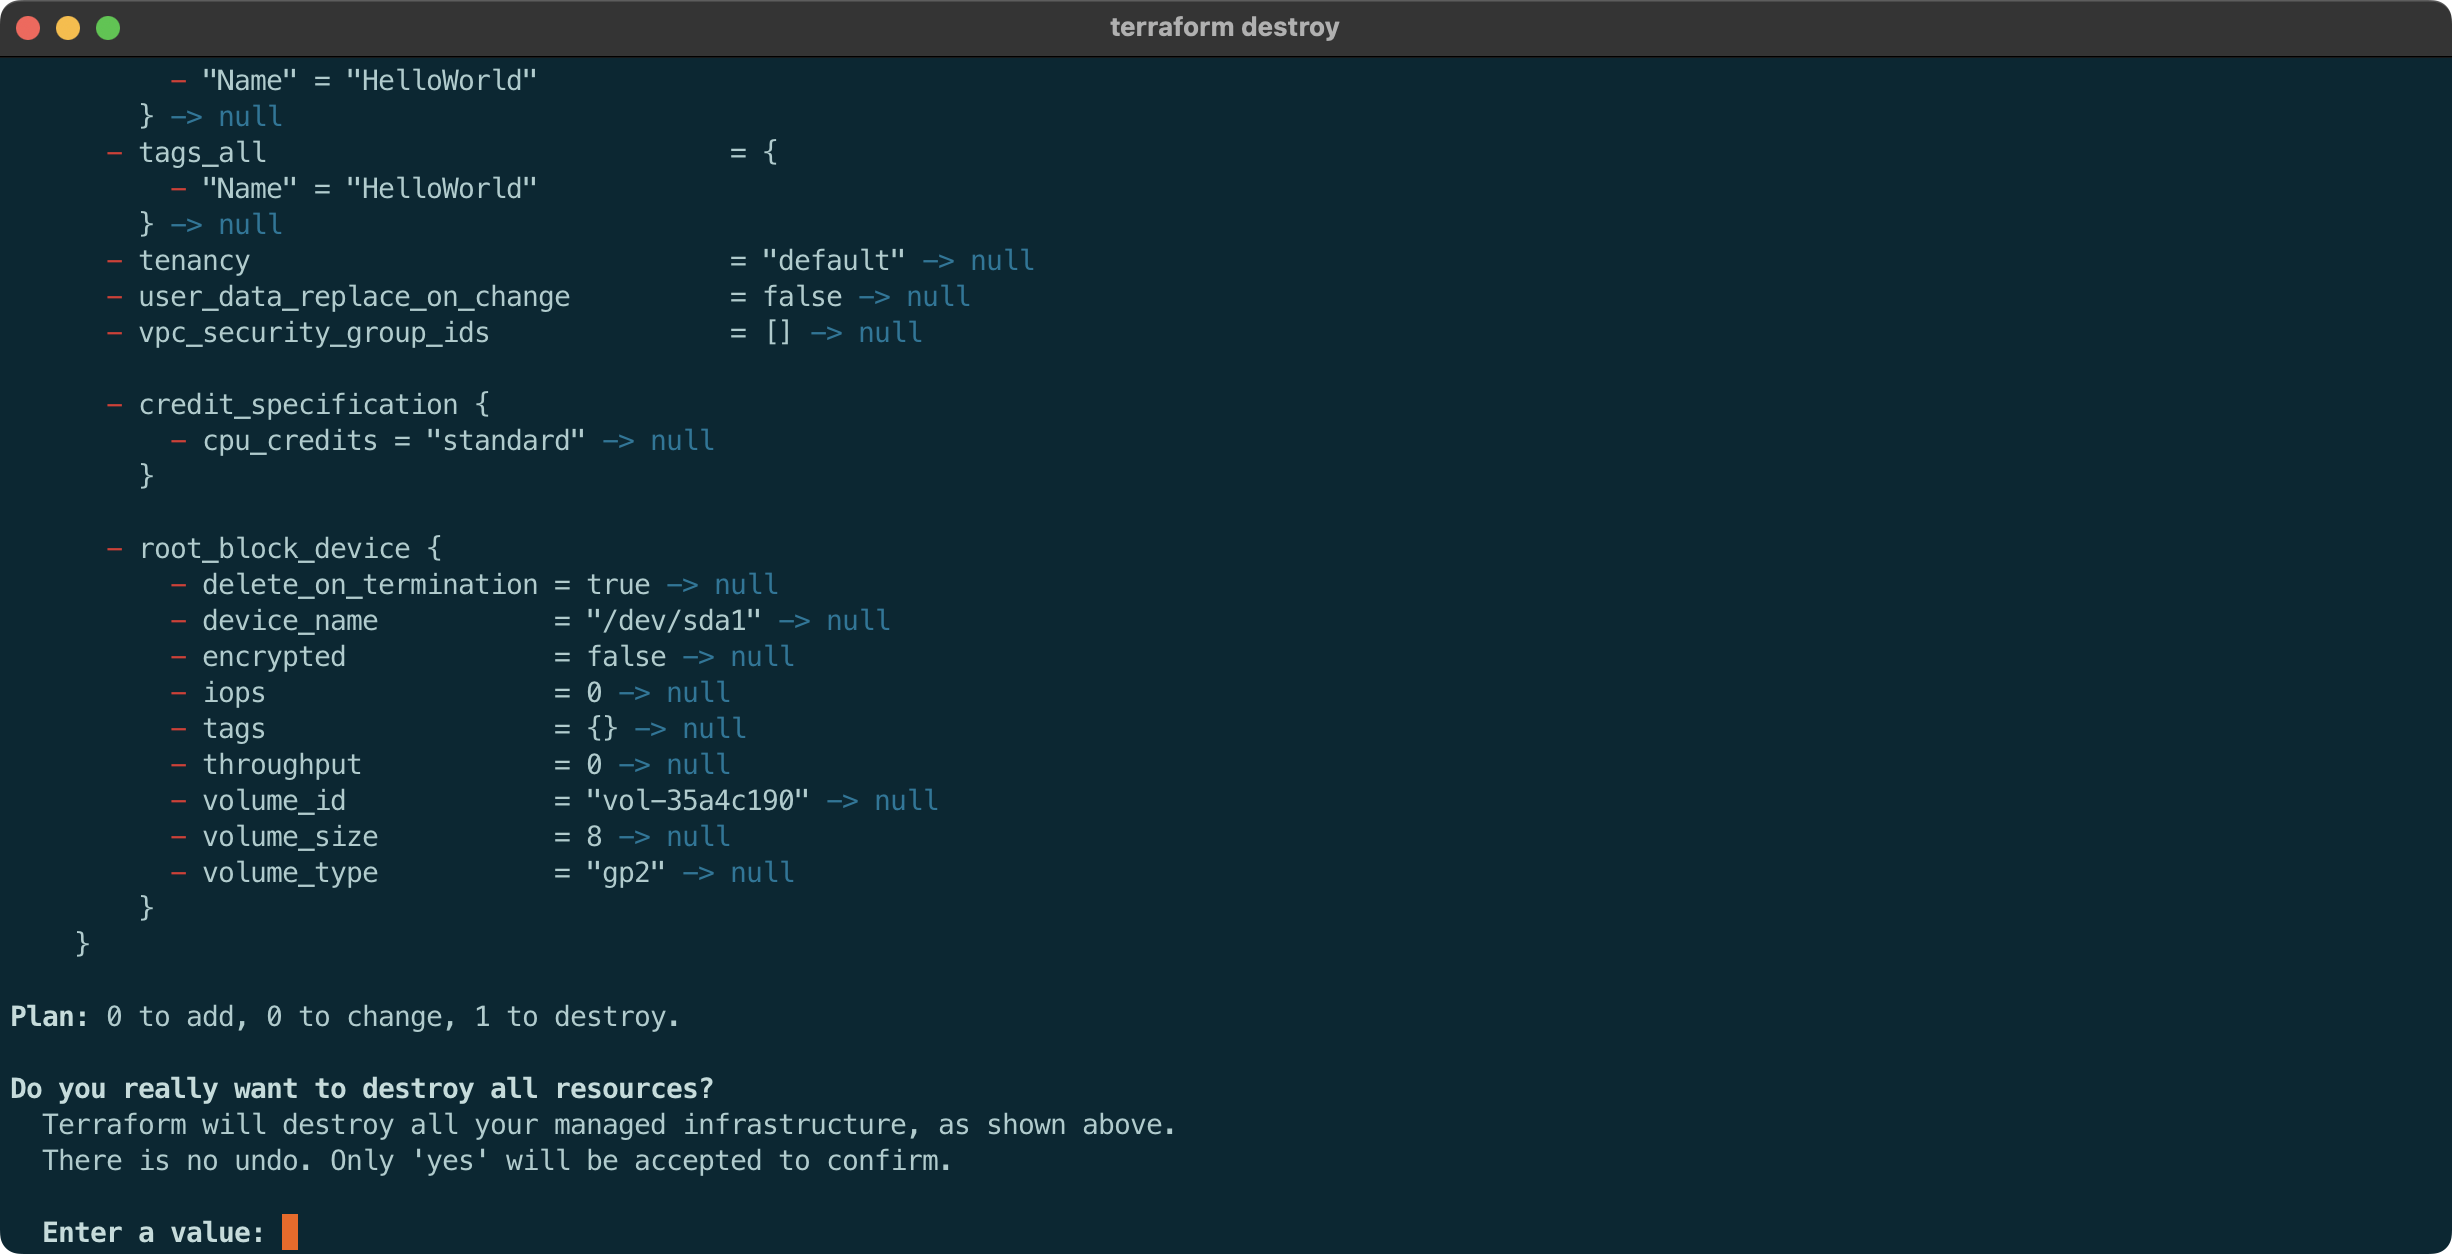 terraform destroy
          - "Name" = "HelloWorld"
        } -> null
      - tags_all                             = {
          - "Name" = "HelloWorld"
        } -> null
      - tenancy                              = "default" -> null
      - user_data_replace_on_change          = false -> null
      - vpc_security_group_ids               = [] -> null

      - credit_specification {
          - cpu_credits = "standard" -> null
        }

      - root_block_device {
          - delete_on_termination = true -> null
          - device_name           = "/dev/sda1" -> null
          - encrypted             = false -> null
          - iops                  = 0 -> null
          - tags                  = {} -> null
          - throughput            = 0 -> null
          - volume_id             = "vol-35a4c190" -> null
          - volume_size           = 8 -> null
          - volume_type           = "gp2" -> null
        }
    }

Plan: 0 to add, 0 to change, 1 to destroy.

Do you really want to destroy all resources?
  Terraform will destroy all your managed infrastructure, as shown above.
  There is no undo. Only 'yes' will be accepted to confirm.

  Enter a value: